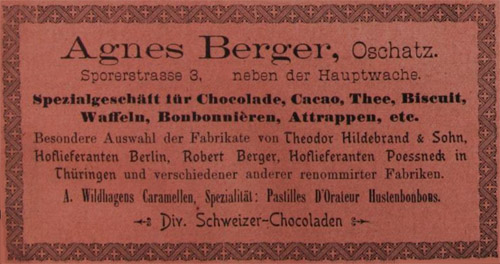 Agnes Berger, Oschatz.
Sporerstrasse 3, neben der Hauptwache.
Spezialgeschäft für Chocolade, Cacao, Thee, Biscuit,
Waffeln, Bonbonnièren, Attrappen, etc.
Besondere Auswahl der Fabrikate von Theodor Hildebrand & Sohn,
Hoflieferanten Berlin, Robert Berger, Hoflieferanten Poessneck in
Thüringen und verschiedener anderer renommirter Fabriken.
A. Wildhagens Caramellen, Spezialität: Pastilles D'Orateur Hustenbonbons.
Div. Schweizer-Chocoladen